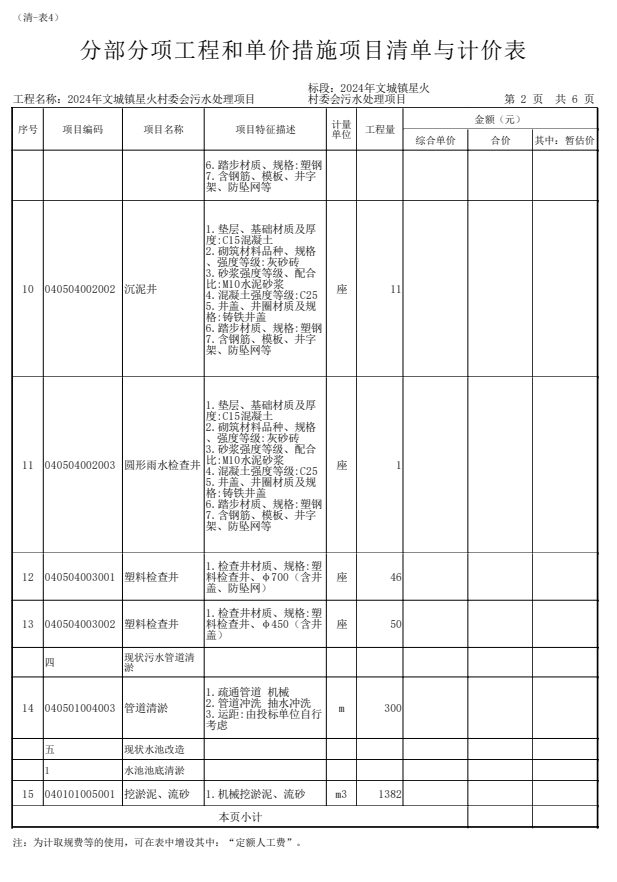 （清-表4）
分部分项工程和单价措施项目清单与计价表
工程名称: 2024年文城镇星火村委会污水处理项目
标段: 2024年文城镇星火
村委会污水处理项目
第 2 页 共 6 页
序号
项目编码
项目名称
项目特征描述
计量
单位
工程量
金额（元）
综合单价
合价
其中: 暂估价
6.踏步材质、规格:塑钢
7.含钢筋、模板、井字
架、防坠网等
10
040504002002
沉泥井
1.垫层、基础材质及厚
度:C15混凝土
2.砌筑材料品种、规格
、强度等级:灰砂砖
3.砂浆强度等级、配合
比:M10水泥砂浆
4.混凝土强度等级:C25
5.井盖、井圈材质及规
格:铸铁井盖
6.踏步材质、规格:塑钢
7.含钢筋、模板、井字
架、防坠网等
座
11
11
040504002003
圆形雨水检查井
1.垫层、基础材质及厚
度:C15混凝土
2.砌筑材料品种、规格
、强度等级:灰砂砖
3.砂浆强度等级、配合
比:M10水泥砂浆
4.混凝土强度等级:C25
5.井盖、井圈材质及规
格:铸铁井盖
6.踏步材质、规格:塑钢
7.含钢筋、模板、井字
架、防坠网等
座
1
12
040504003001
塑料检查井
1.检查井材质、规格:塑
料检查井、φ700（含井
盖、防坠网）
座
46
13
040504003002
塑料检查井
1.检查井材质、规格:塑
料检查井、φ450（含井
盖）
座
50
四
现状污水管道清
淤
14
040501004003
管道清淤
1.疏通管道 机械
2.管道冲洗 抽水冲洗
3.运距:由投标单位自行
考虑
m
300
五
现状水池改造
1
水池池底清淤
15
040101005001
挖淤泥、流砂
1.机械挖淤泥、流砂
m3
1382
本页小计
注: 为计取规费等的使用, 可在表中增设其中: “定额人工费”。